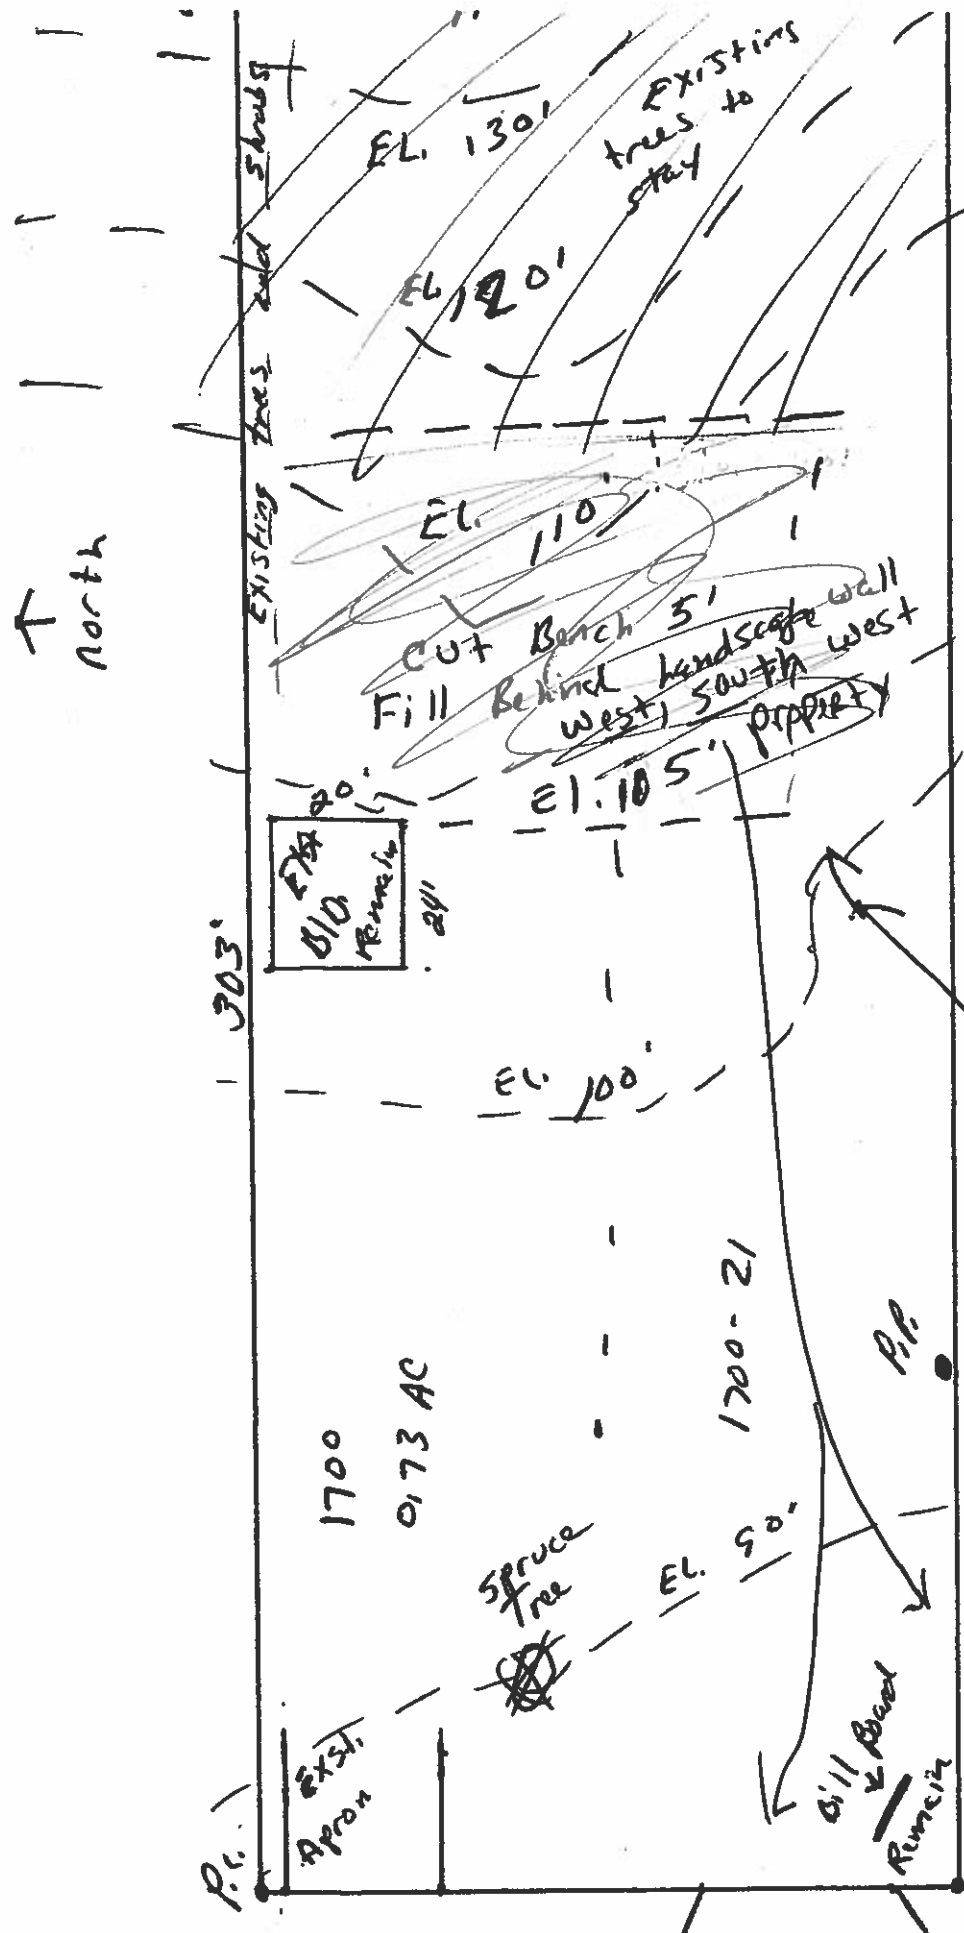 EL. 130'
Existing
trees to
stay
EL. 120'
Existing trees and shrubs
North
EL. 110'
Cut Bench 5'
Fill Behind Landscape wall
west, south west
property
El. 105'
20'
Exst
Bld.
Remain
24'
303'
EL. 100'
1700-21
P.P.
1700
0.73 AC
Spruce
Tree
EL. 90'
Exst.
Apron
Bill Board
Remain